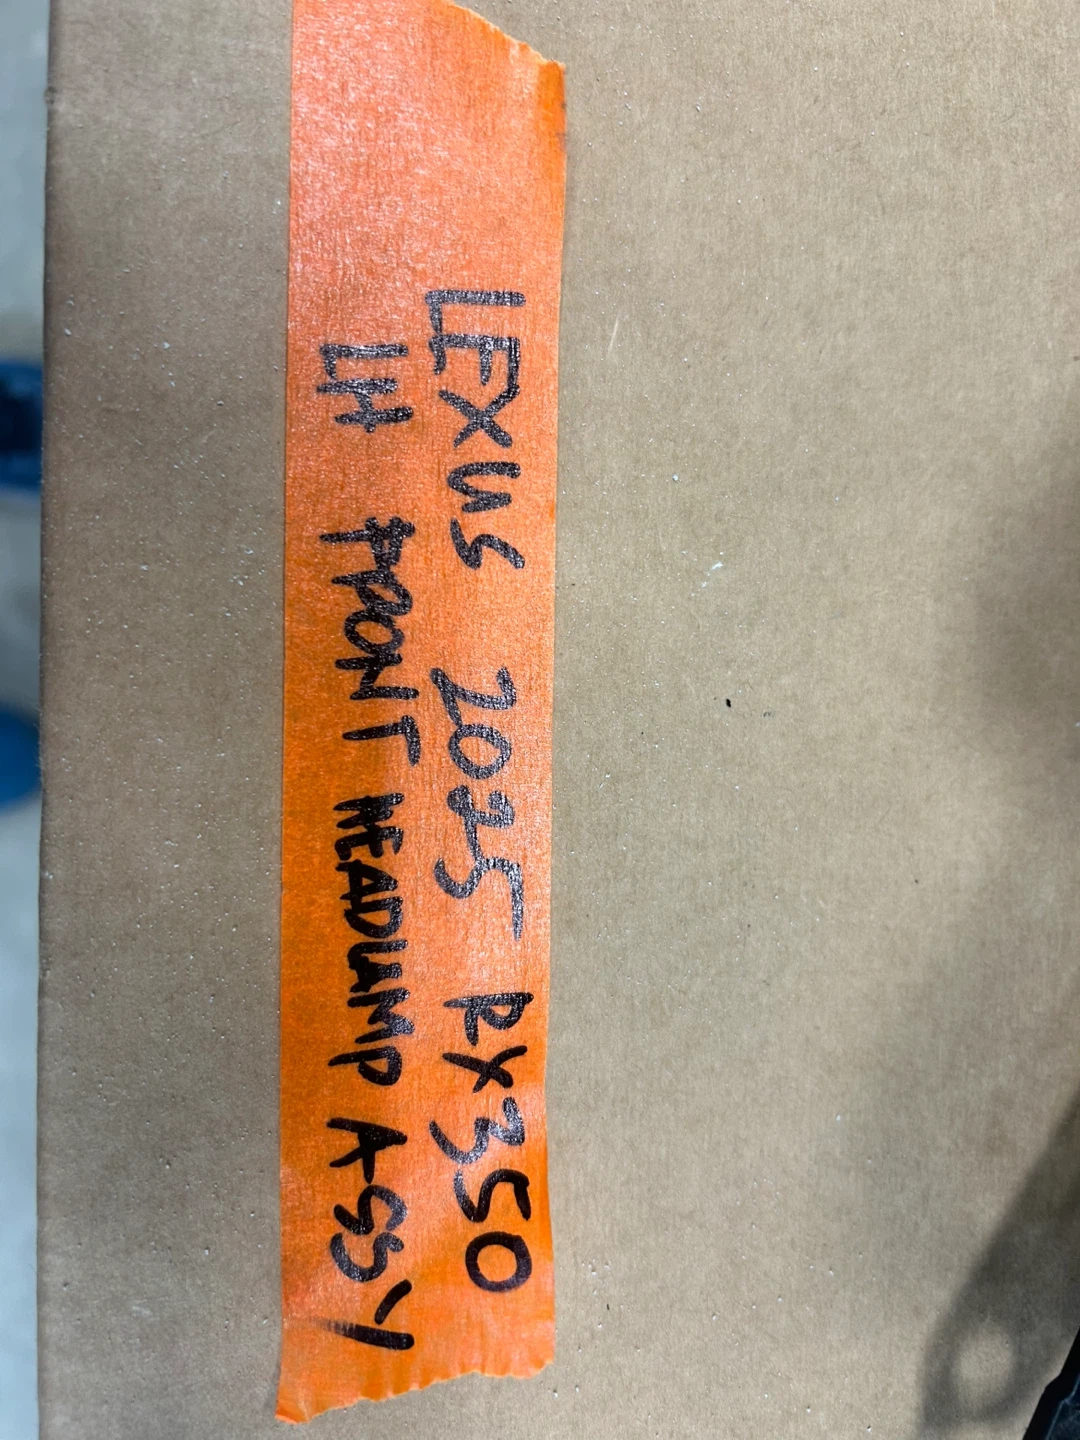 LEXUS 2025 RX350
LH FRONT HEADLAMP ASS'Y